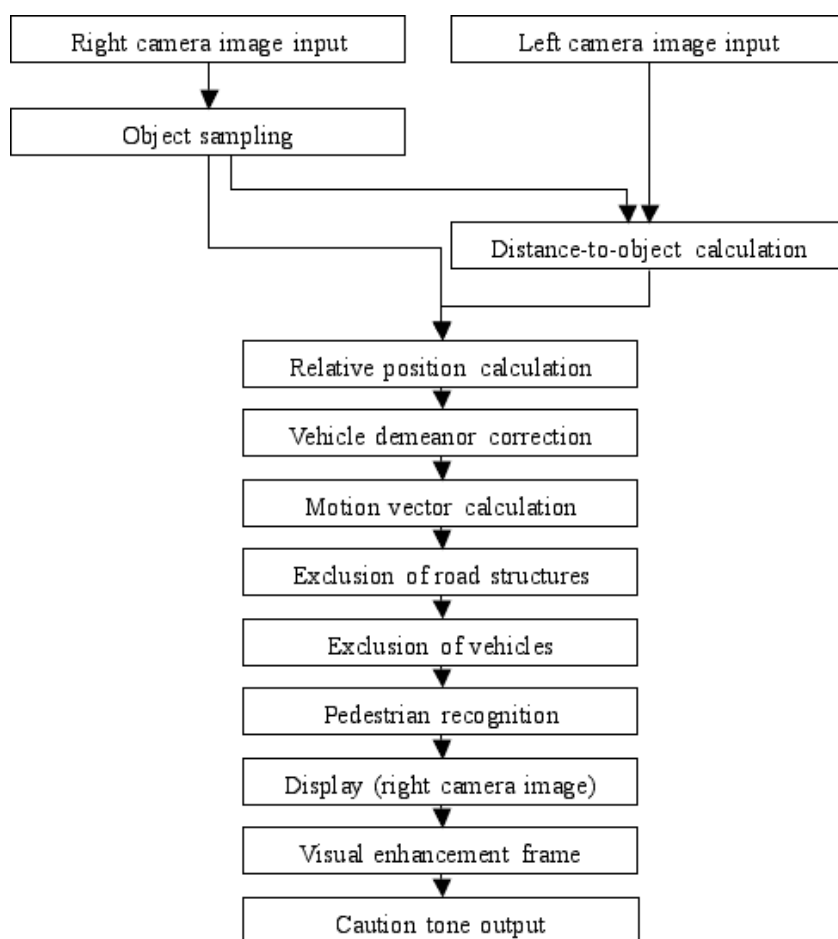 Right camera image input
Left camera image input
Object sampling
Distance-to-object calculation
Relative position calculation
Vehicle demeanor correction
Motion vector calculation
Exclusion of road structures
Exclusion of vehicles
Pedestrian recognition
Display (right camera image)
Visual enhancement frame
Caution tone output